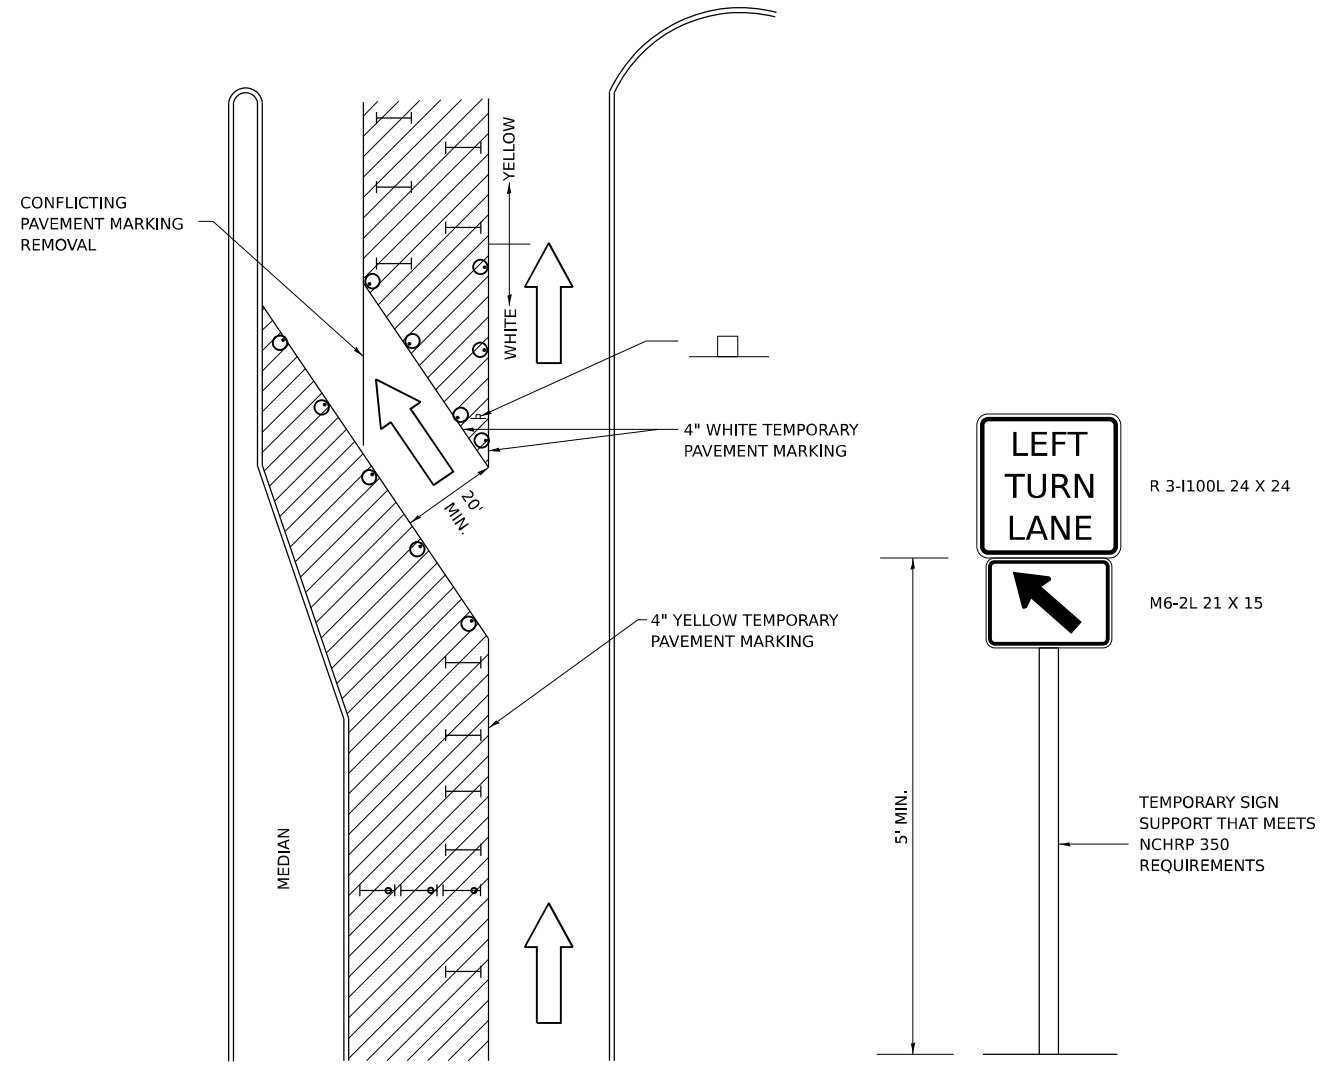 CONFLICTING
PAVEMENT MARKING
REMOVAL
YELLOW
WHITE
4" WHITE TEMPORARY
PAVEMENT MARKING
20'
MIN.
4" YELLOW TEMPORARY
PAVEMENT MARKING
MEDIAN
LEFT
TURN
LANE
R 3-I100L 24 X 24
M6-2L 21 X 15
5' MIN.
TEMPORARY SIGN
SUPPORT THAT MEETS
NCHRP 350
REQUIREMENTS